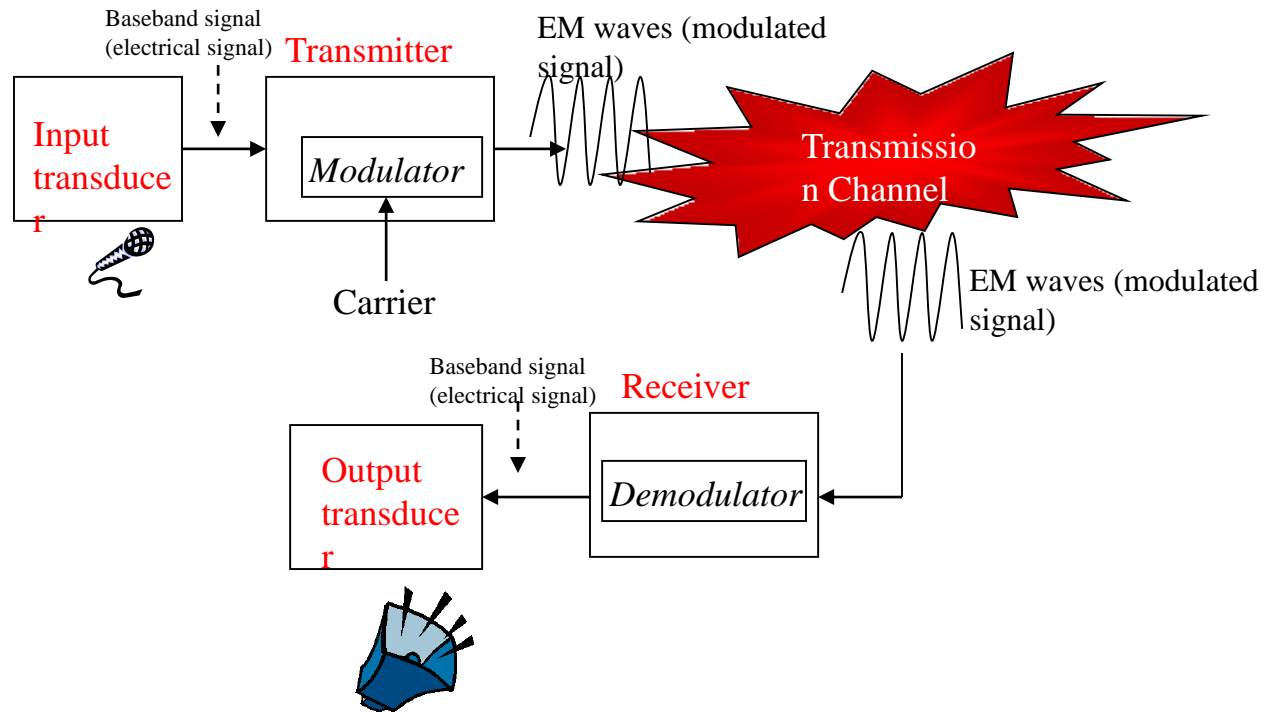 Baseband signal
(electrical signal)
Transmitter
EM waves (modulated
signal)
Input
transduce
r
Modulator
Transmissio
n Channel
Carrier
EM waves (modulated
signal)
Baseband signal
(electrical signal)
Receiver
Output
transduce
r
Demodulator